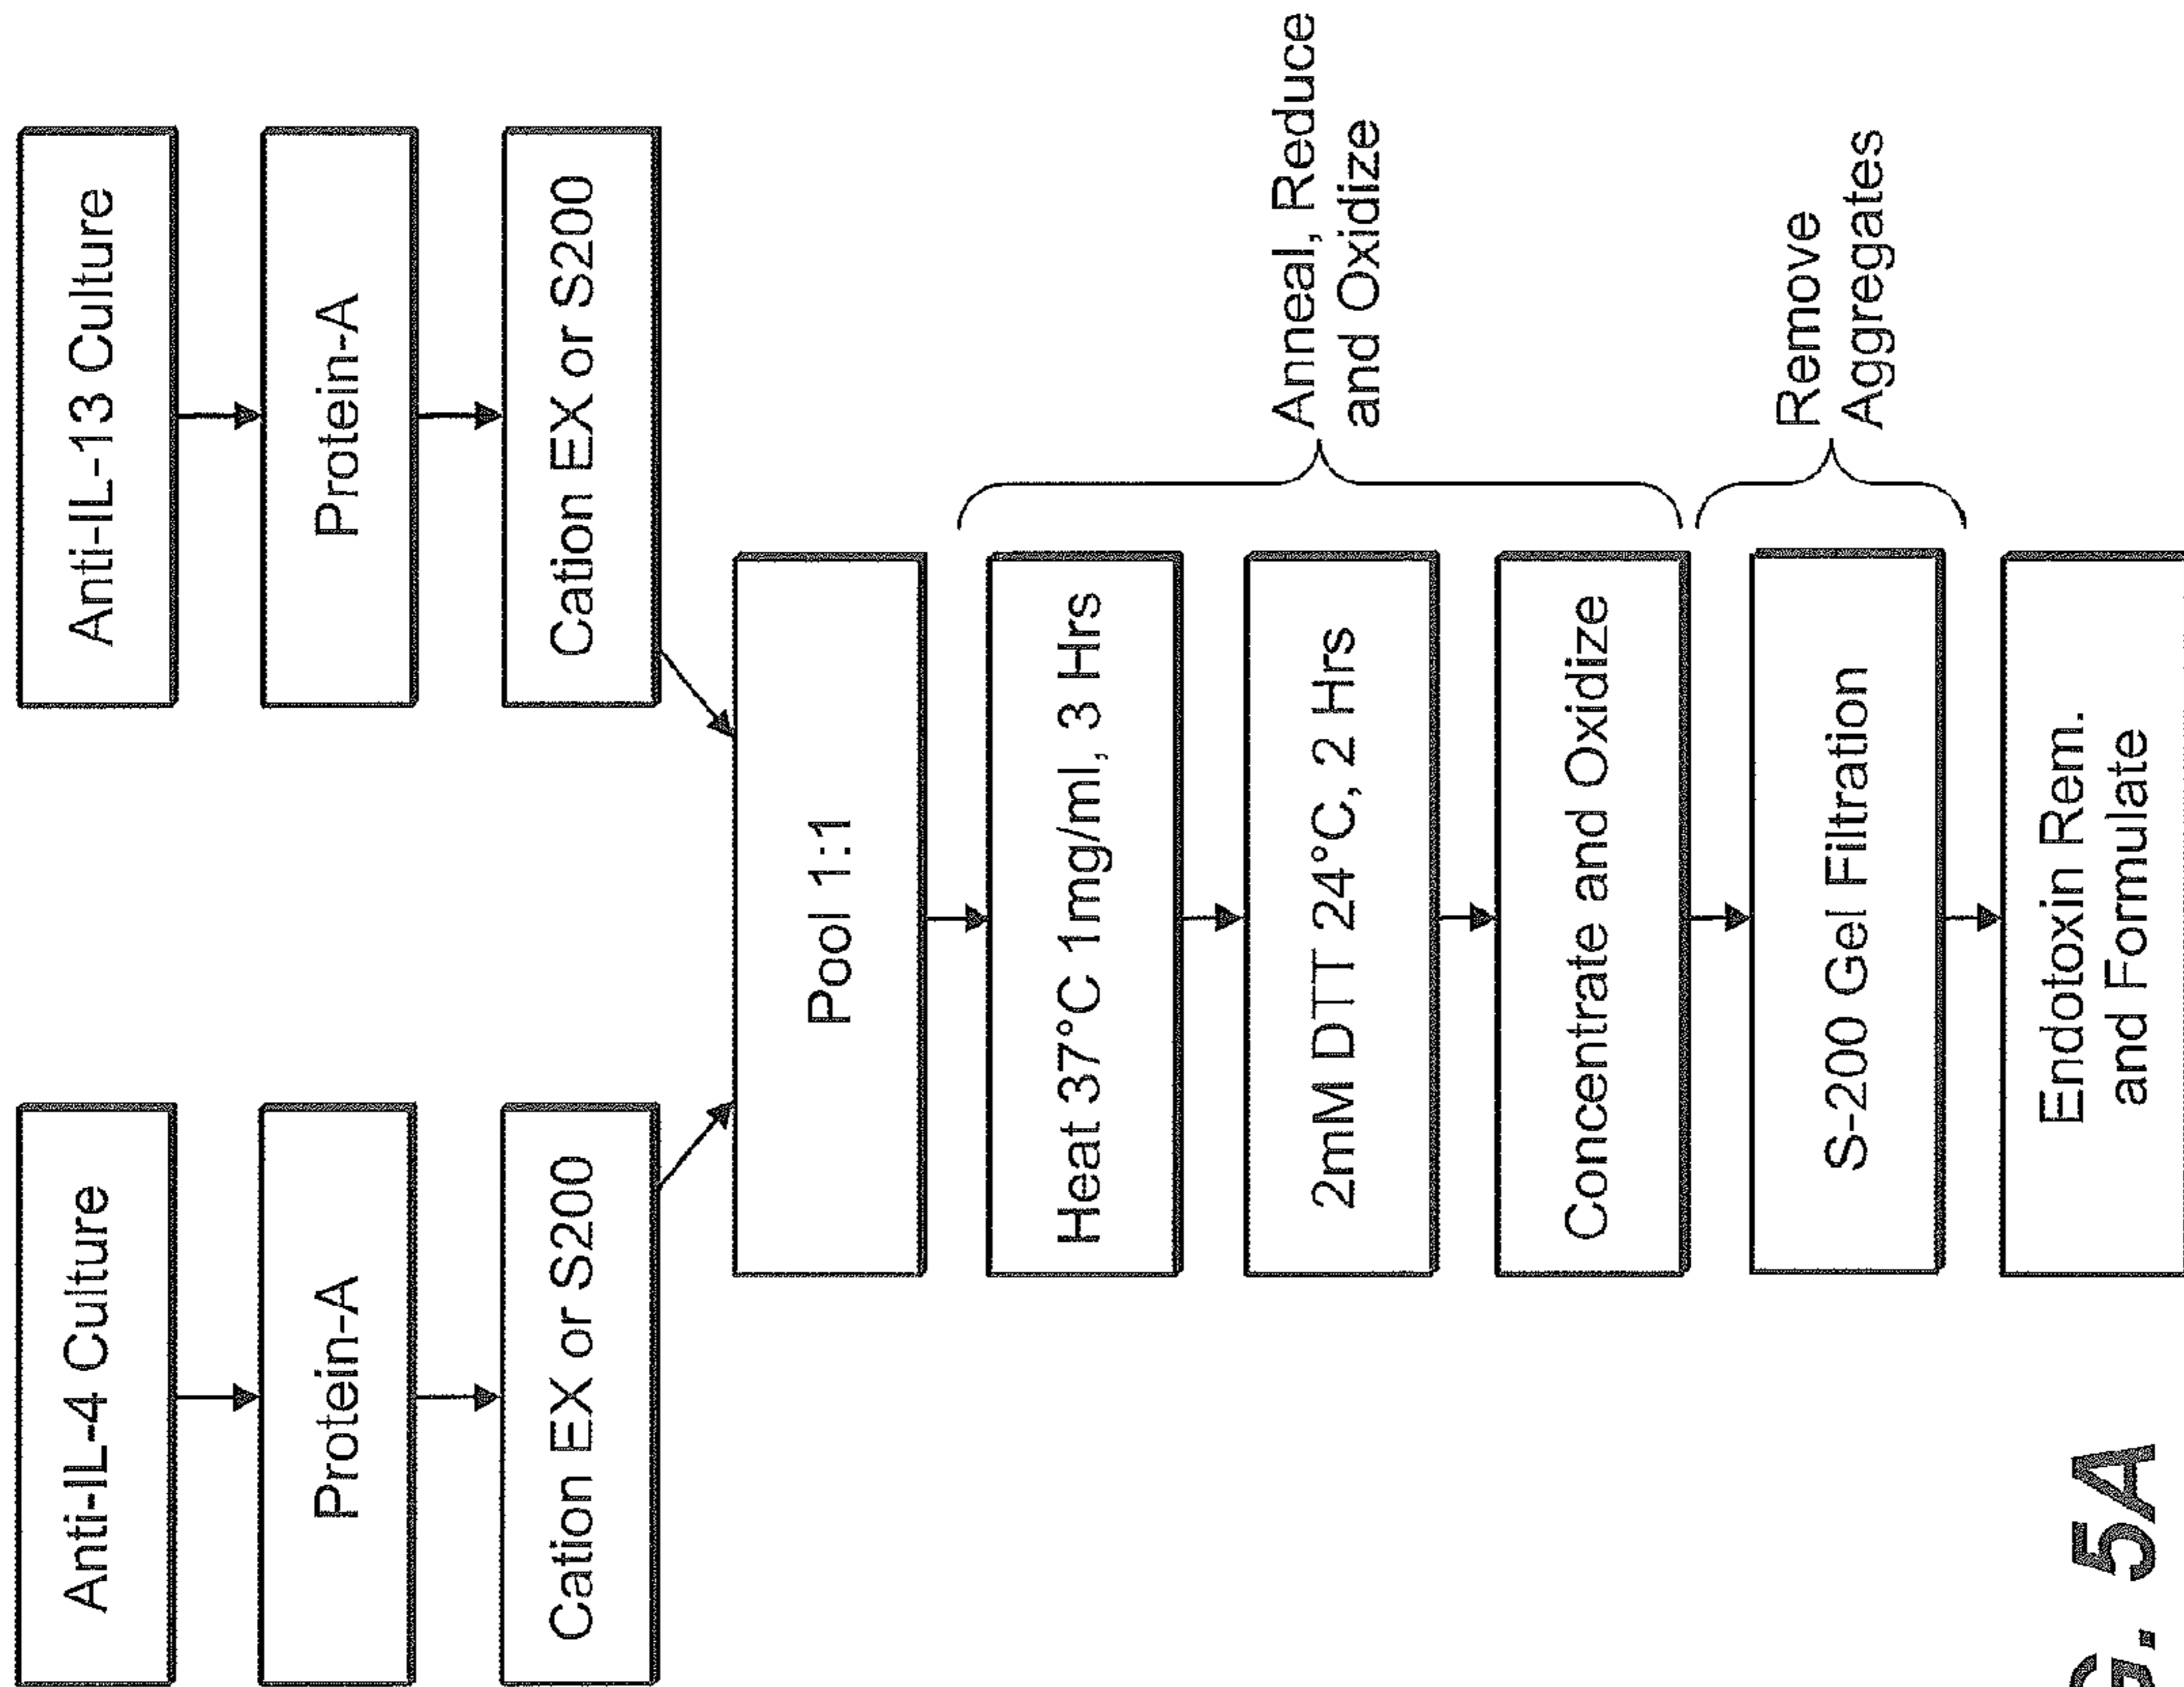 Anti-IL-4 Culture
Anti-IL-13 Culture
Protein-A
Protein-A
Cation EX or S200
Cation EX or S200
Pool 1:1
Heat 37°C 1mg/ml, 3 Hrs
2mM DTT 24°C, 2 Hrs
Concentrate and Oxidize
Anneal, Reduce
and Oxidize
S-200 Gel Filtration
Remove
Aggregates
Endotoxin Rem.
and Formulate
G. 5A